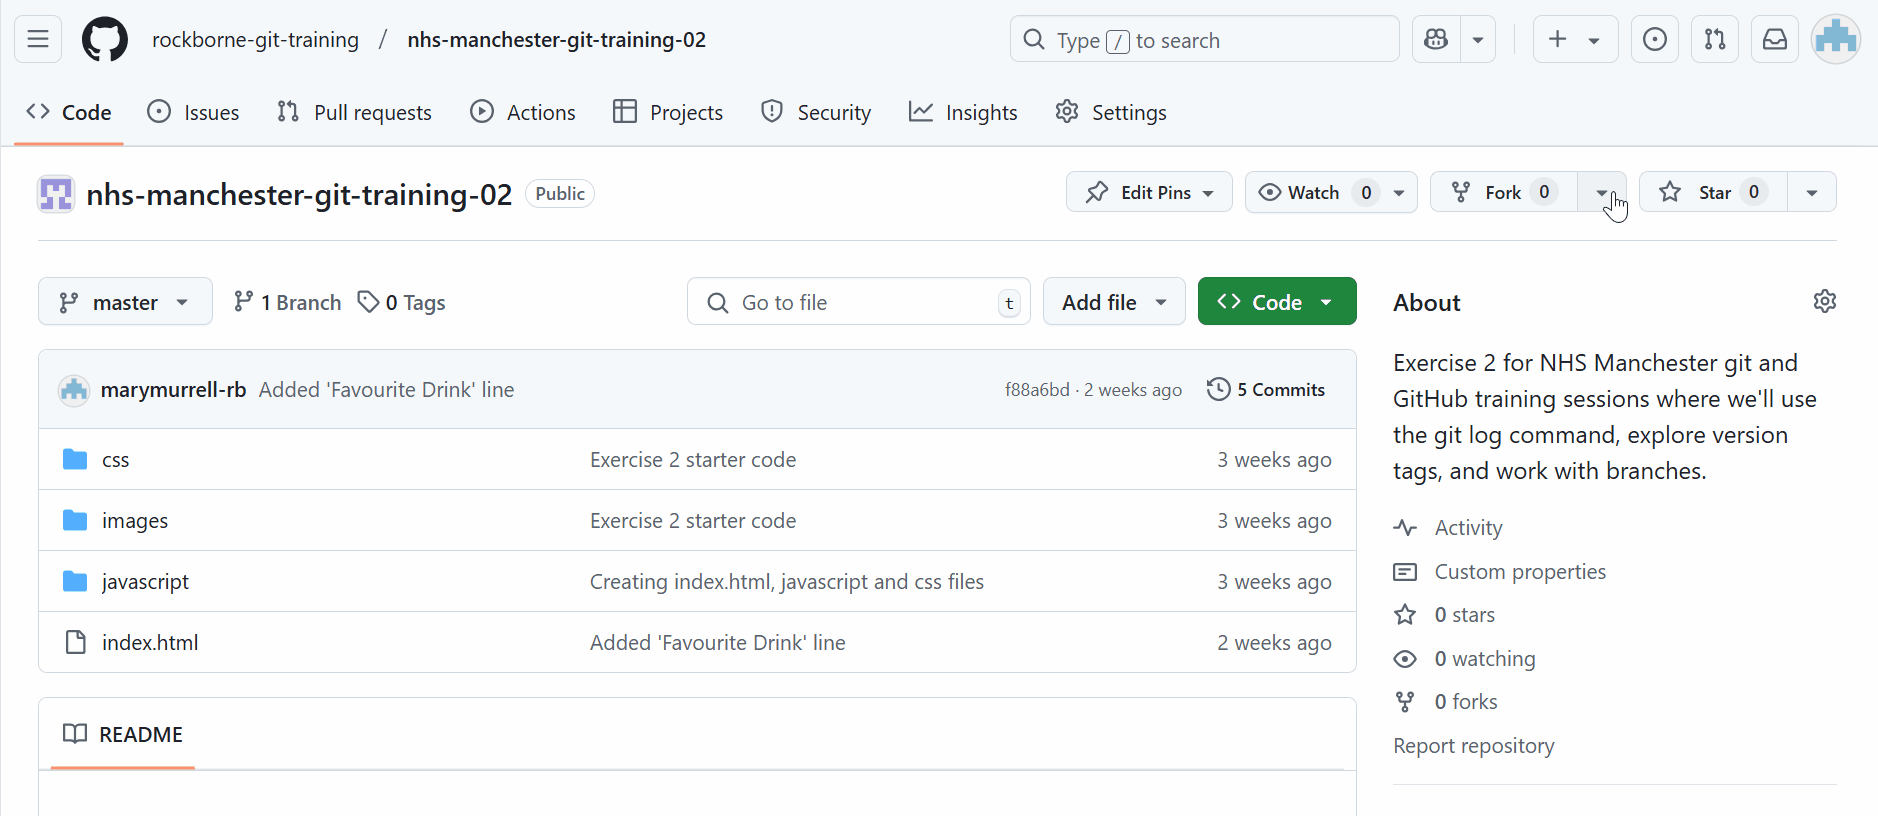 rockborne-git-training / nhs-manchester-git-training-02 Type / to search
Code Issues Pull requests Actions Projects Security Insights Settings
nhs-manchester-git-training-02 Public Edit Pins Watch 0 Fork 0 Star 0
master 1 Branch 0 Tags Go to file t Add file Code
marymurrell-rb Added 'Favourite Drink' line f88a6bd · 2 weeks ago 5 Commits
css Exercise 2 starter code 3 weeks ago
images Exercise 2 starter code 3 weeks ago
javascript Creating index.html, javascript and css files 3 weeks ago
index.html Added 'Favourite Drink' line 2 weeks ago
README
About
Exercise 2 for NHS Manchester git and
GitHub training sessions where we'll use
the git log command, explore version
tags, and work with branches.
Activity
Custom properties
0 stars
0 watching
0 forks
Report repository